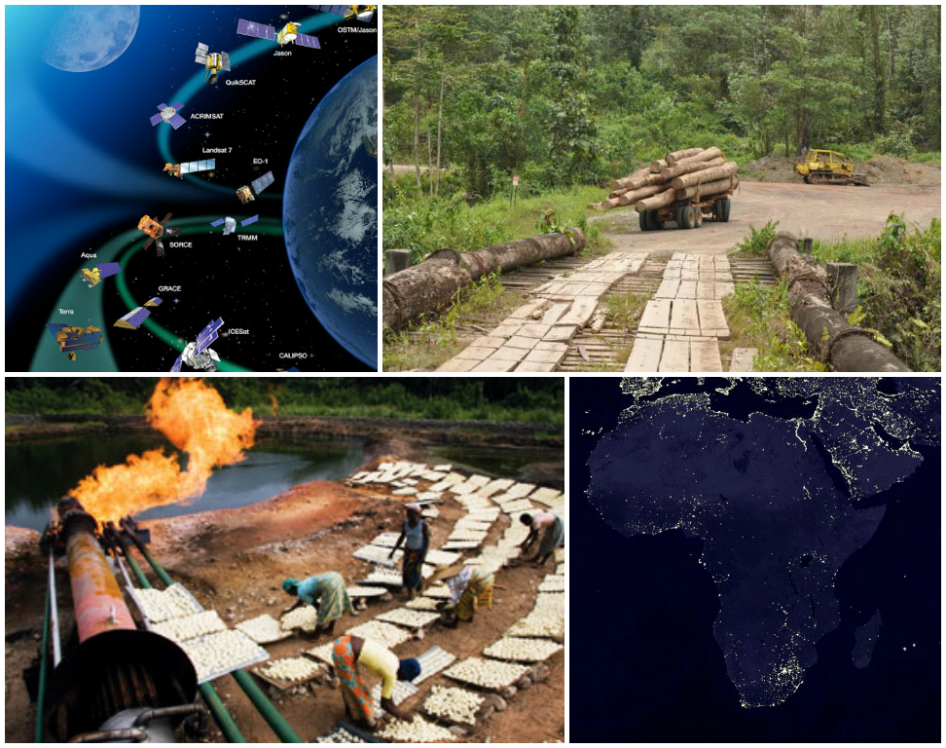 OSTM/Jason
Jason
QuikSCAT
ACRIMSAT
Landsat 7
EO-1
TRMM
SORCE
Aqua
GRACE
Terra
ICESat
CALIPSO